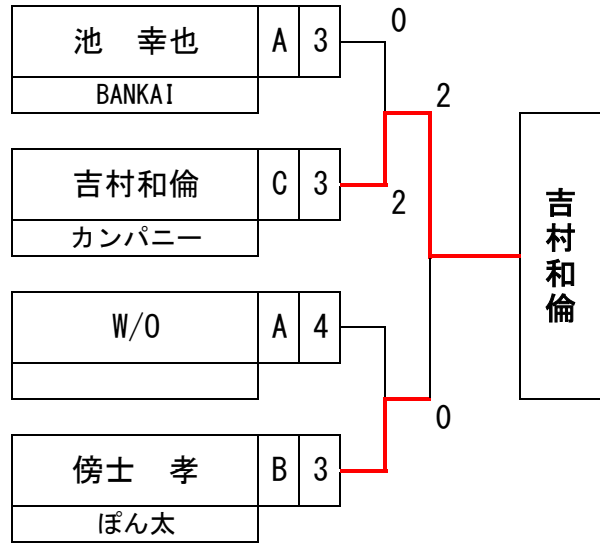 池　幸也 A 3
0
BANKAI
2
吉村和倫 C 3
2
カンパニー
吉村和倫
W/O A 4
0
傍士　孝 B 3
ぽん太